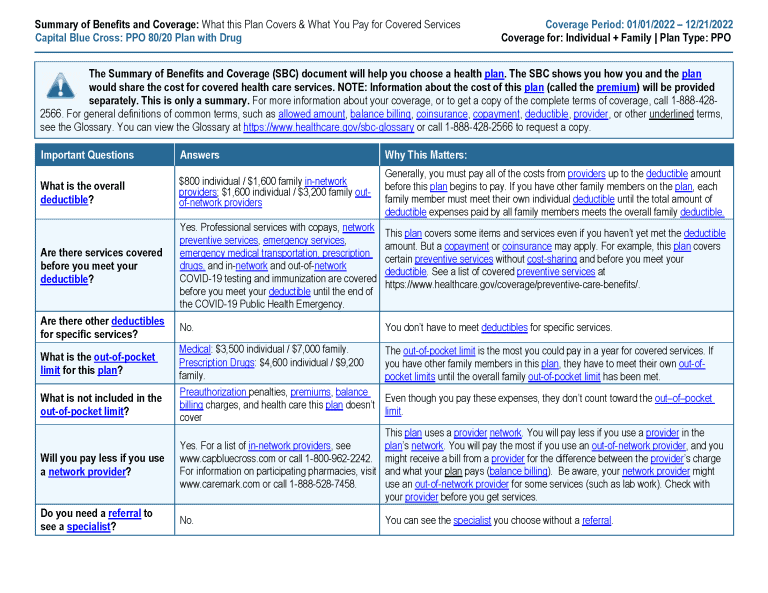 Summary of Benefits and Coverage: What this Plan Covers & What You Pay for Covered Services
Coverage Period: 01/01/2022 – 12/21/2022
Capital Blue Cross: PPO 80/20 Plan with Drug
Coverage for: Individual + Family | Plan Type: PPO
The Summary of Benefits and Coverage (SBC) document will help you choose a health plan. The SBC shows you how you and the plan
would share the cost for covered health care services. NOTE: Information about the cost of this plan (called the premium) will be provided
separately. This is only a summary. For more information about your coverage, or to get a copy of the complete terms of coverage, call 1-888-428-
2566. For general definitions of common terms, such as allowed amount, balance billing, coinsurance, copayment, deductible, provider, or other underlined terms,
see the Glossary. You can view the Glossary at https://www.healthcare.gov/sbc-glossary or call 1-888-428-2566 to request a copy.
Important Questions
Answers
Why This Matters:
What is the overall
deductible?
$800 individual / $1,600 family in-network
providers; $1,600 individual / $3,200 family out-
of-network providers
Generally, you must pay all of the costs from providers up to the deductible amount
before this plan begins to pay. If you have other family members on the plan, each
family member must meet their own individual deductible until the total amount of
deductible expenses paid by all family members meets the overall family deductible.
Are there services covered
before you meet your
deductible?
Yes. Professional services with copays, network
preventive services, emergency services,
emergency medical transportation, prescription
drugs, and in-network and out-of-network
COVID-19 testing and immunization are covered
before you meet your deductible until the end of
the COVID-19 Public Health Emergency.
This plan covers some items and services even if you haven't yet met the deductible
amount. But a copayment or coinsurance may apply. For example, this plan covers
certain preventive services without cost-sharing and before you meet your
deductible. See a list of covered preventive services at
https://www.healthcare.gov/coverage/preventive-care-benefits/.
Are there other deductibles
for specific services?
No.
You don't have to meet deductibles for specific services.
What is the out-of-pocket
limit for this plan?
Medical: $3,500 individual / $7,000 family.
Prescription Drugs: $4,600 individual / $9,200
family.
The out-of-pocket limit is the most you could pay in a year for covered services. If
you have other family members in this plan, they have to meet their own out-of-
pocket limits until the overall family out-of-pocket limit has been met.
What is not included in the
out-of-pocket limit?
Preauthorization penalties, premiums, balance
billing charges, and health care this plan doesn't
cover
Even though you pay these expenses, they don't count toward the out–of–pocket
limit.
Will you pay less if you use
a network provider?
Yes. For a list of in-network providers, see
www.capbluecross.com or call 1-800-962-2242.
For information on participating pharmacies, visit
www.caremark.com or call 1-888-528-7458.
This plan uses a provider network. You will pay less if you use a provider in the
plan's network. You will pay the most if you use an out-of-network provider, and you
might receive a bill from a provider for the difference between the provider's charge
and what your plan pays (balance billing). Be aware, your network provider might
use an out-of-network provider for some services (such as lab work). Check with
your provider before you get services.
Do you need a referral to
see a specialist?
No.
You can see the specialist you choose without a referral.